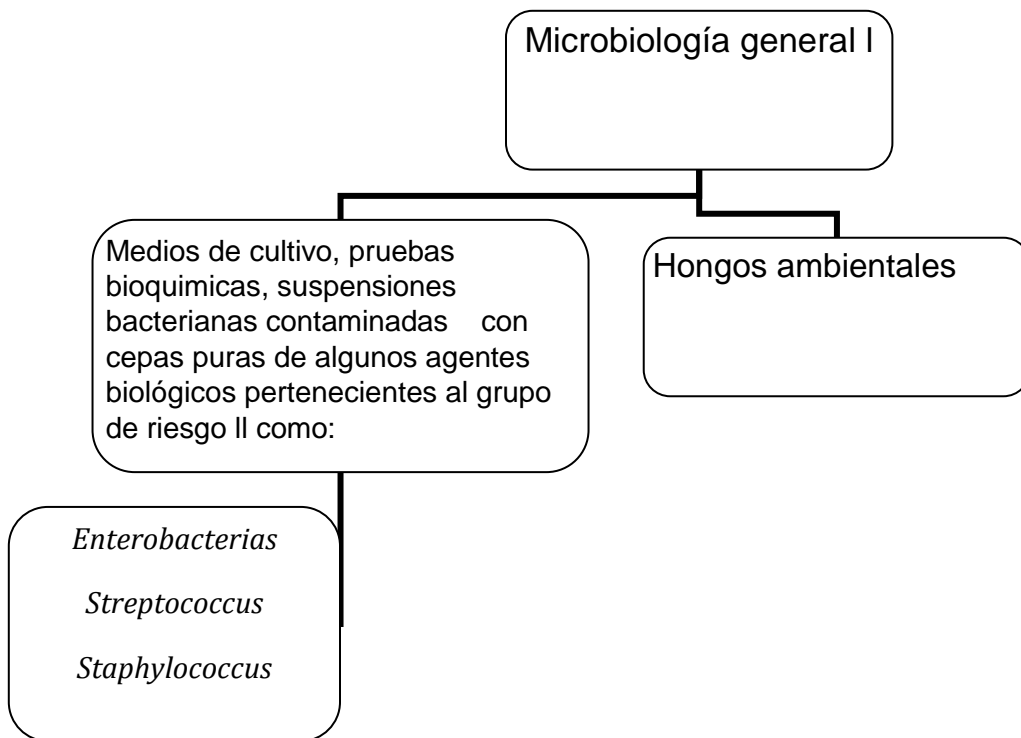 Microbiología general I
Medios de cultivo, pruebas
bioquimicas, suspensiones
bacterianas contaminadas con
cepas puras de algunos agentes
biológicos pertenecientes al grupo
de riesgo II como:
Hongos ambientales
Enterobacterias
Streptococcus
Staphylococcus